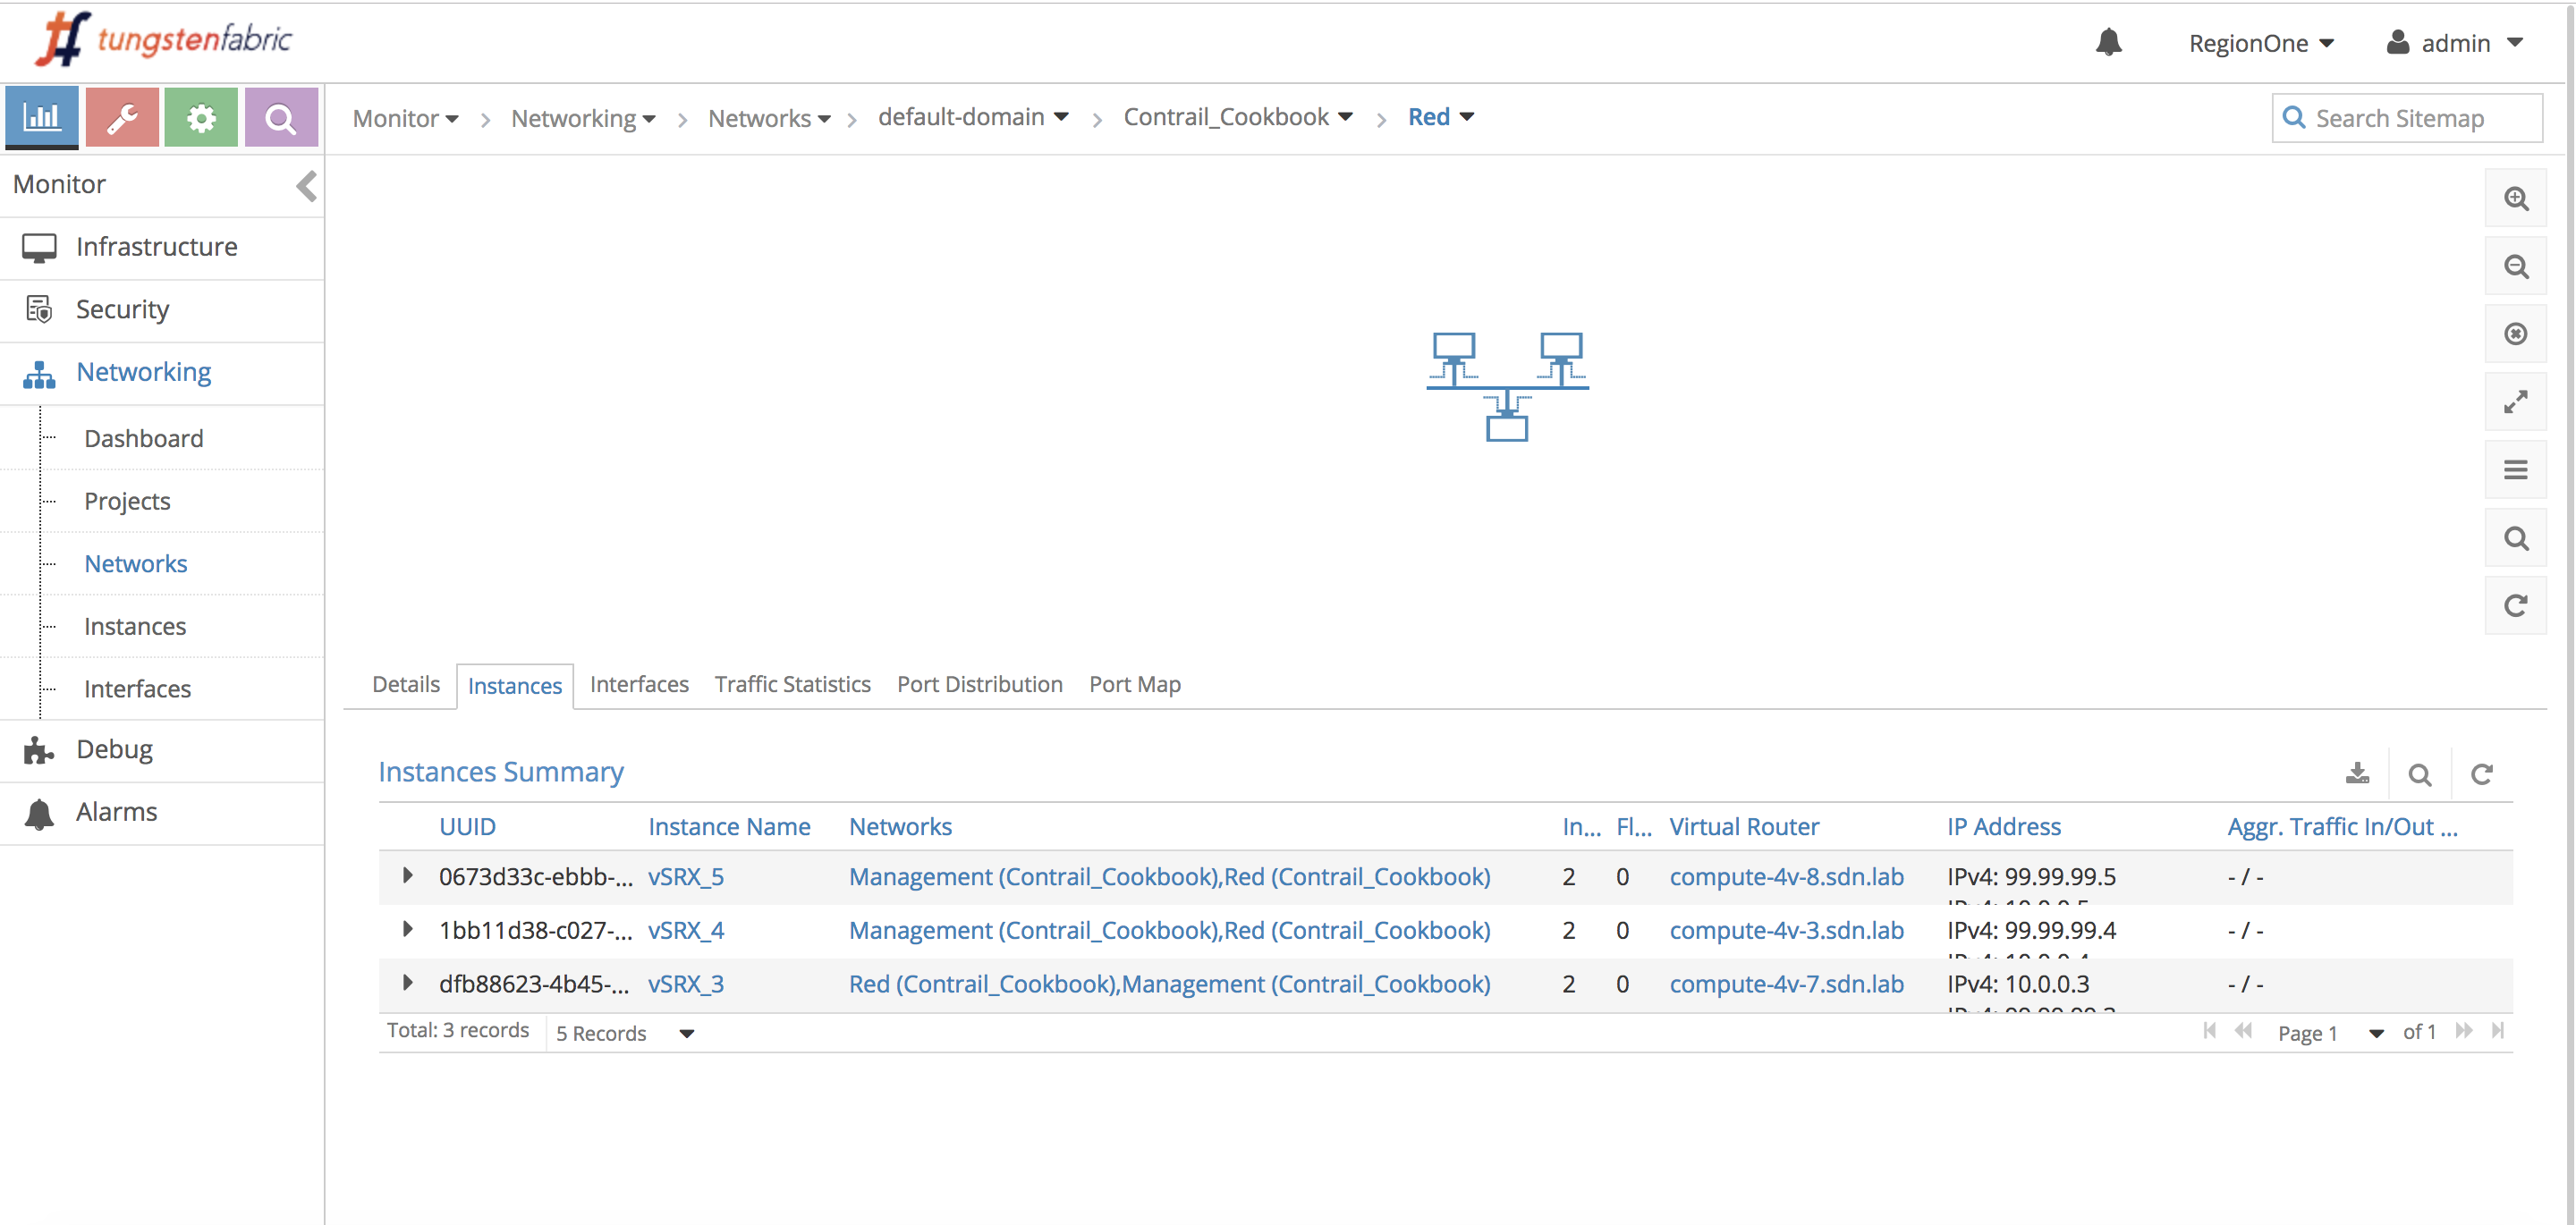 tungstenfabric
RegionOne
admin
Monitor > Networking > Networks > default-domain > Contrail_Cookbook > Red
Search Sitemap
Monitor
Infrastructure
Security
Networking
Dashboard
Projects
Networks
Instances
Interfaces
Debug
Alarms
Details Instances Interfaces Traffic Statistics Port Distribution Port Map
Instances Summary
UUID Instance Name Networks In... Fl... Virtual Router IP Address Aggr. Traffic In/Out ...
0673d33c-ebbb-... vSRX_5 Management (Contrail_Cookbook),Red (Contrail_Cookbook) 2 0 compute-4v-8.sdn.lab IPv4: 99.99.99.5 - / -
1bb11d38-c027-... vSRX_4 Management (Contrail_Cookbook),Red (Contrail_Cookbook) 2 0 compute-4v-3.sdn.lab IPv4: 99.99.99.4 - / -
dfb88623-4b45-... vSRX_3 Red (Contrail_Cookbook),Management (Contrail_Cookbook) 2 0 compute-4v-7.sdn.lab IPv4: 10.0.0.3 - / -
Total: 3 records 5 Records Page 1 of 1